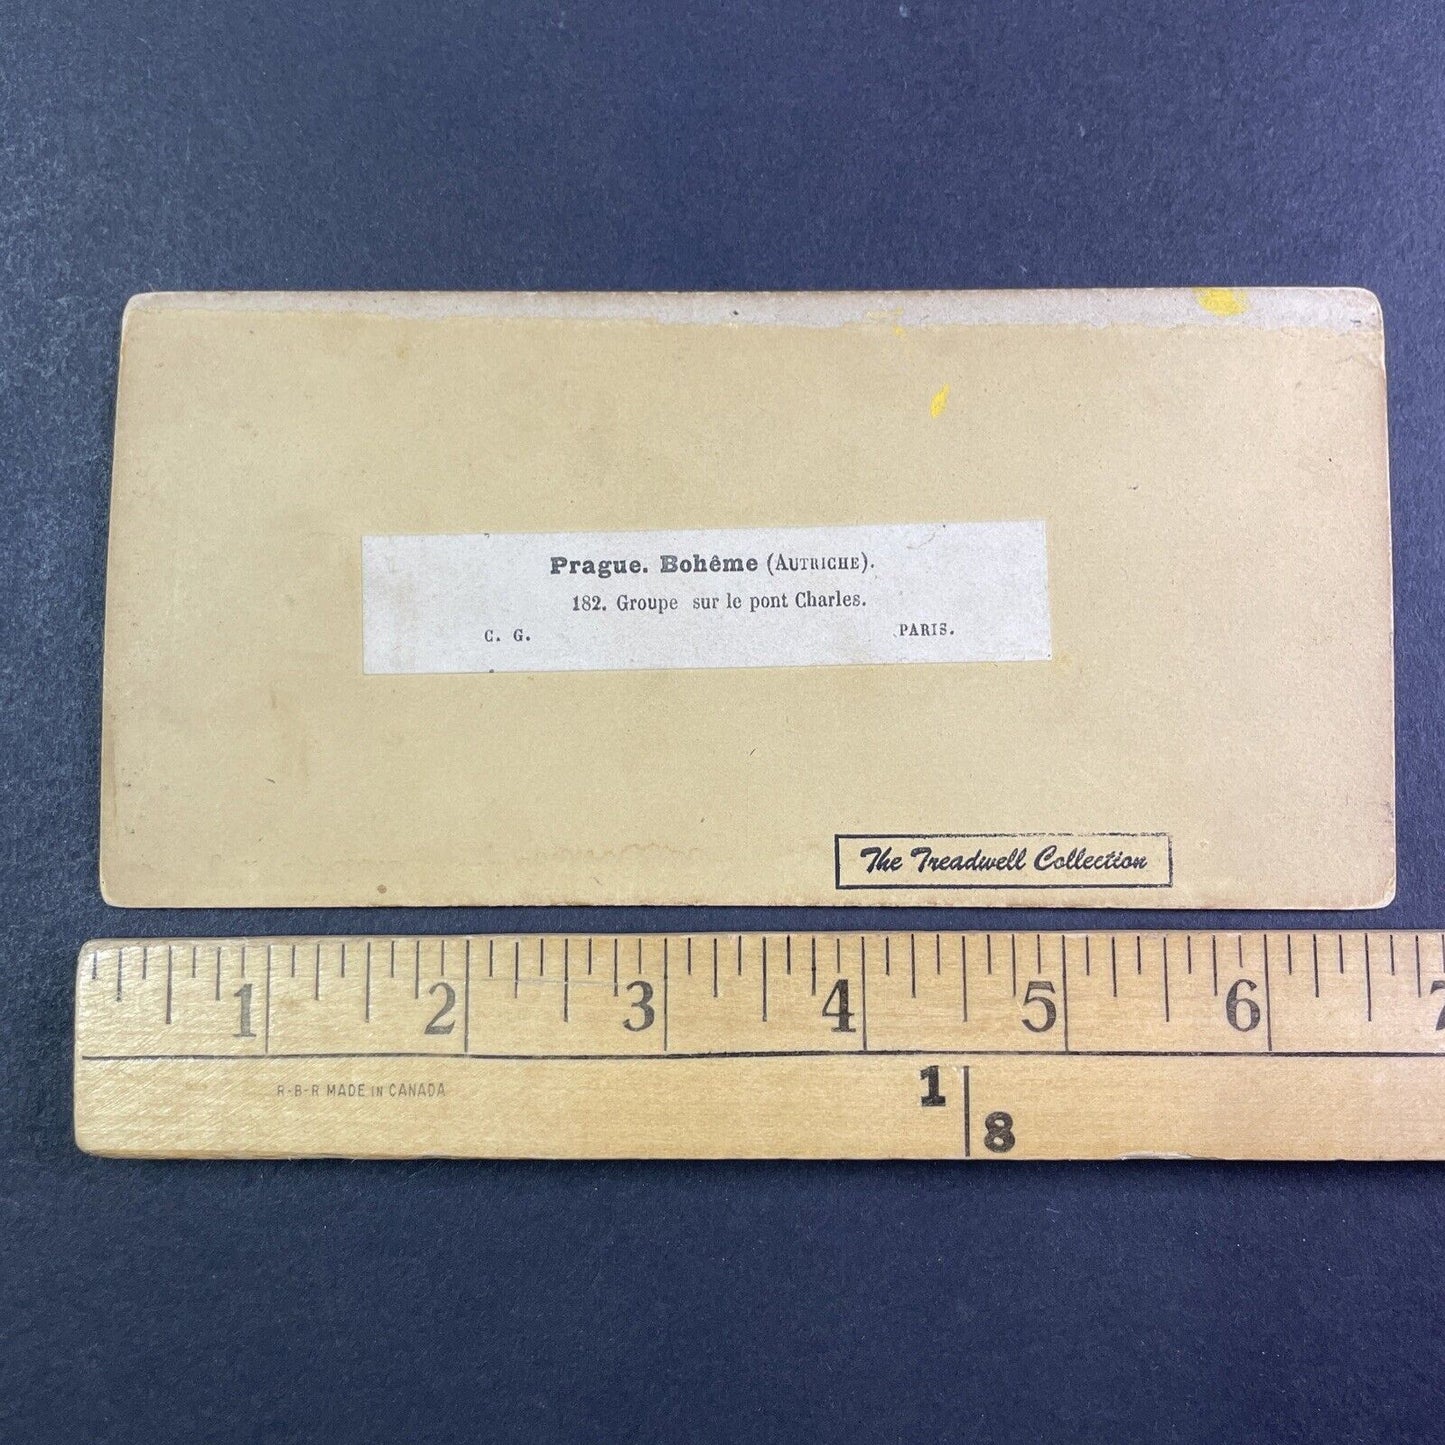 Prague. Bohême (AUTRICHE).
182. Groupe sur le pont Charles.
C. G. PARIS.
The Treadwell Collection
1 2 3 4 5 6 7
R-B-R MADE IN CANADA
1
8